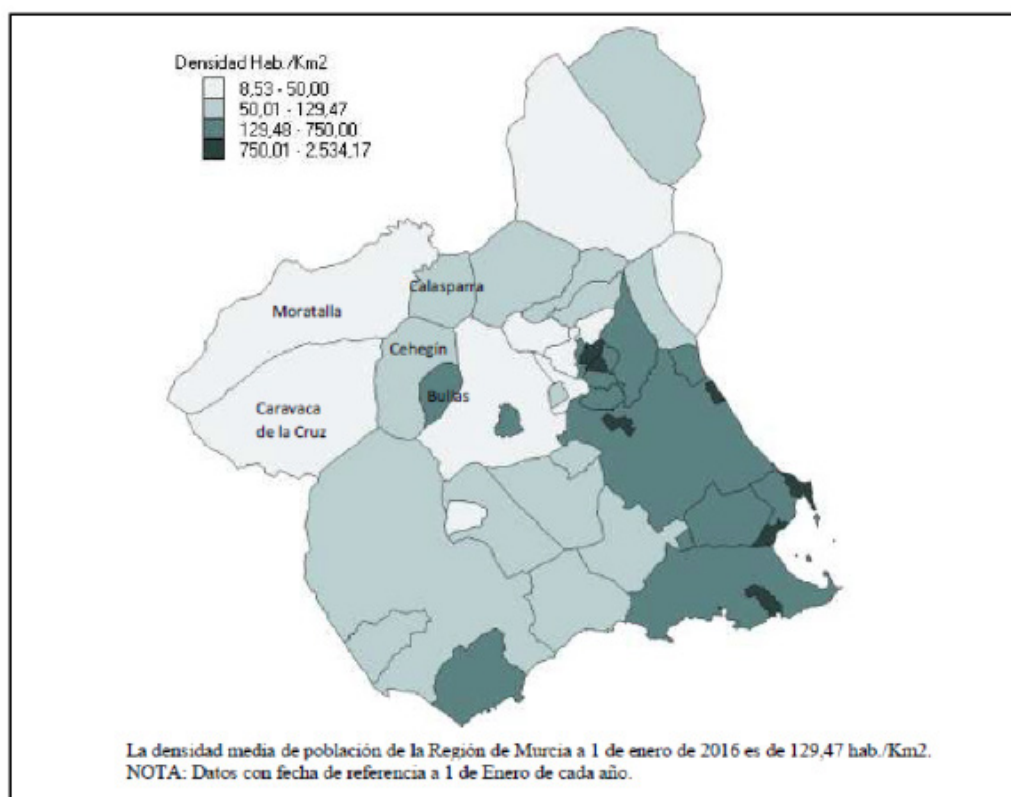 Densidad Hab./Km2
8,53 - 50,00
50,01 - 129,47
129,48 - 750,00
750,01 - 2.534,17
Calasparra
Moratalla
Cehegín
Bullas
Caravaca
de la Cruz
La densidad media de población de la Región de Murcia a 1 de enero de 2016 es de 129,47 hab./Km2.
NOTA: Datos con fecha de referencia a 1 de Enero de cada año.